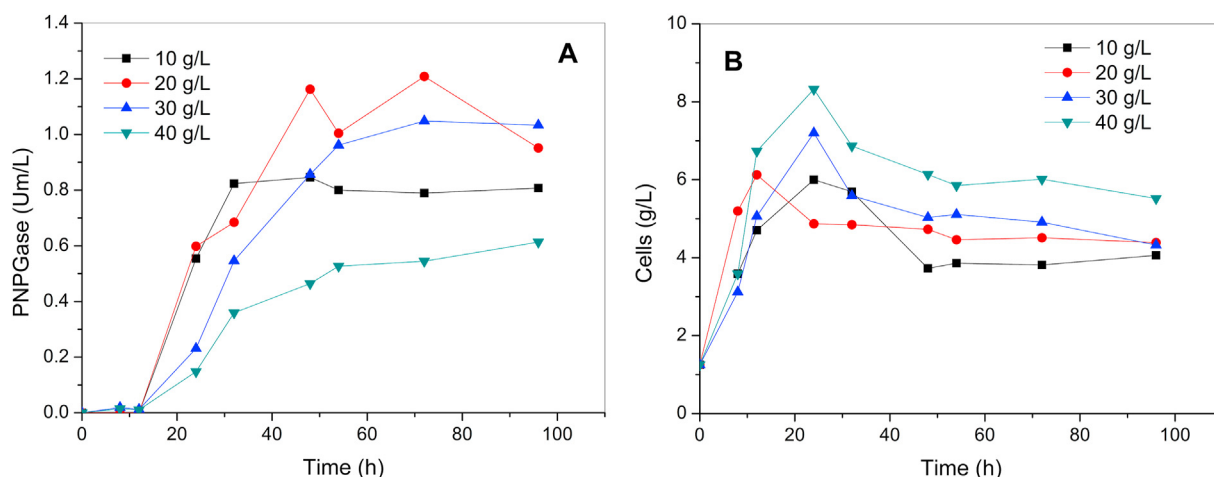 A
10 g/L
20 g/L
30 g/L
40 g/L
PNPGase (Um/L)
1.4
1.2
1.0
0.8
0.6
0.4
0.2
0.0
0 20 40 60 80 100
Time (h)
B
10 g/L
20 g/L
30 g/L
40 g/L
Cells (g/L)
10
8
6
4
2
0
0 20 40 60 80 100
Time (h)